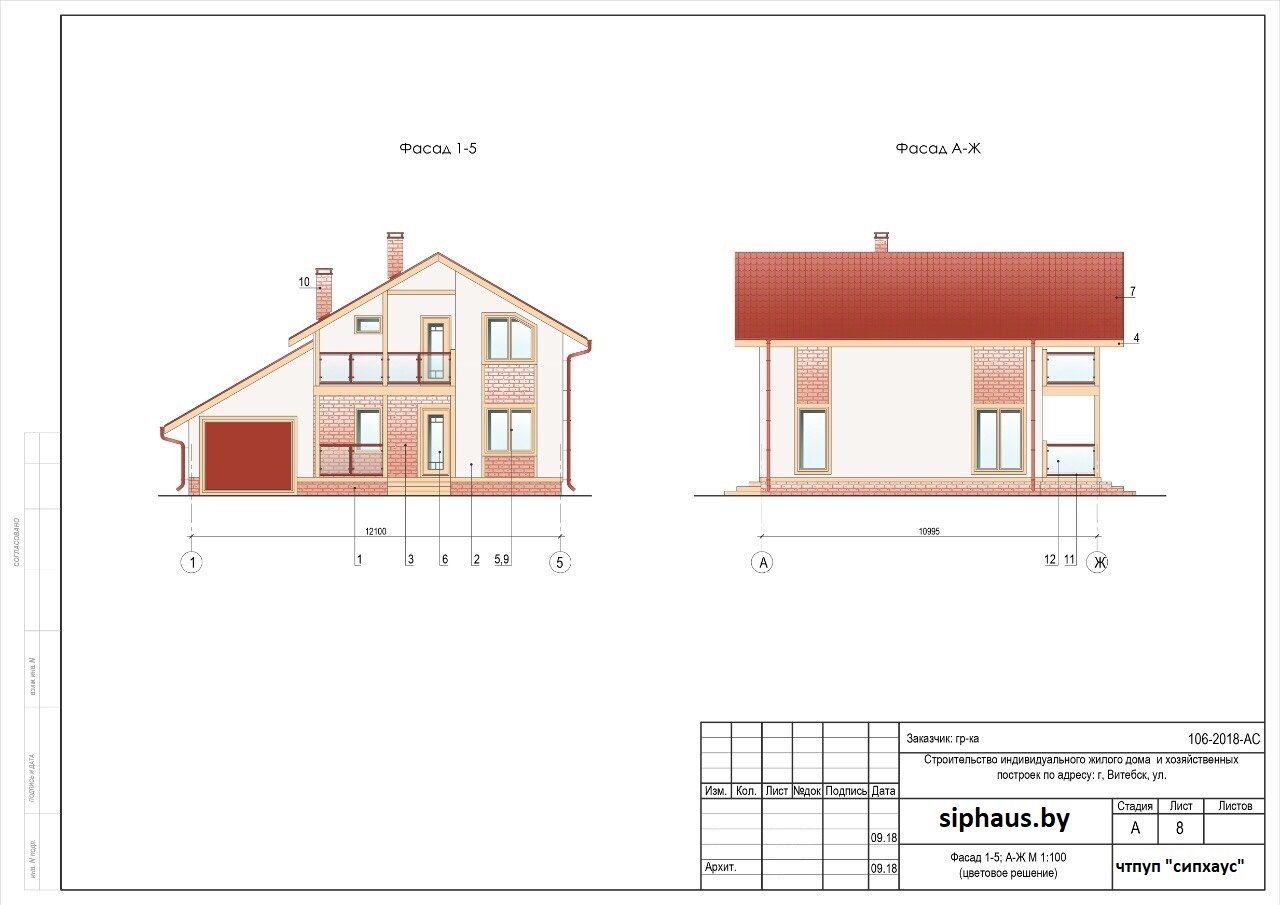 Фасад 1-5
Фасад А-Ж
10
7
4
12100
10995
1
3
6
2
5,9
12
11
1
5
А
Ж
СОГЛАСОВАНО
ВЗАМ. ИНВ. N
ПОДПИСЬ И ДАТА
ИНВ. N ПОДР.
Заказчик: гр-ка
106-2018-АС
Строительство индивидуального жилого дома и хозяйственных
построек по адресу: г, Витебск, ул.
Изм. Кол. Лист №док Подпись Дата
siphaus.by
Стадия Лист Листов
А 8
09.18
Архит. 09.18
Фасад 1-5; А-Ж М 1:100
(цветовое решение)
чтпуп "сипхаус"